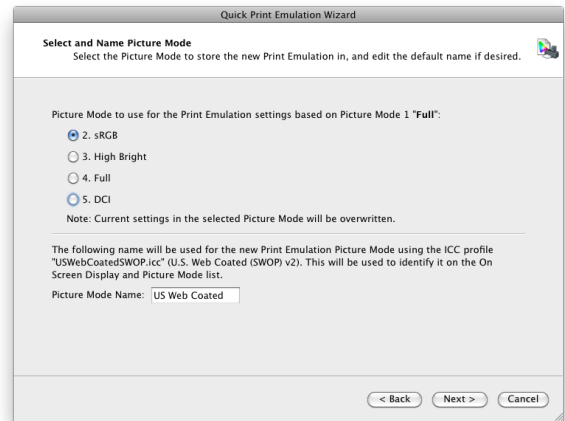 Quick Print Emulation Wizard
Select and Name Picture Mode
Select the Picture Mode to store the new Print Emulation in, and edit the default name if desired.
Picture Mode to use for the Print Emulation settings based on Picture Mode 1 "Full":
2. sRGB
3. High Bright
4. Full
5. DCI
Note: Current settings in the selected Picture Mode will be overwritten.
The following name will be used for the new Print Emulation Picture Mode using the ICC profile
"USWebCoatedSWOP.icc" (U.S. Web Coated (SWOP) v2). This will be used to identify it on the On
Screen Display and Picture Mode list.
Picture Mode Name: US Web Coated
< Back Next > Cancel